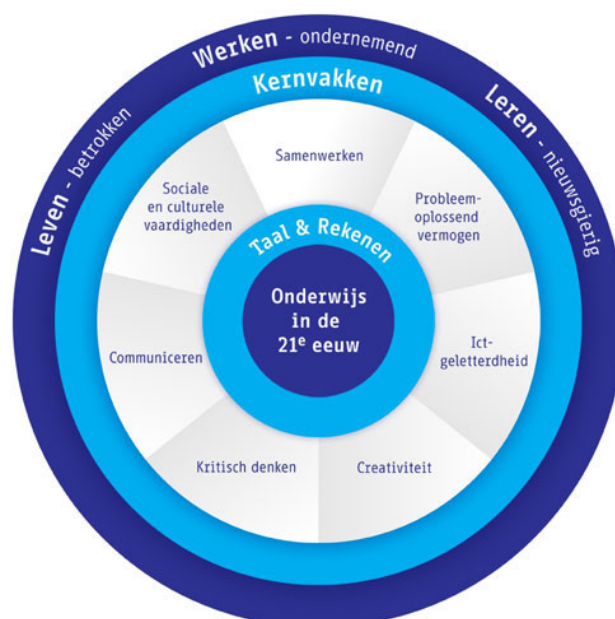 Leven - betrokken
Werken - ondernemend
Leren - nieuwsgierig
Kernvakken
Samenwerken
Probleem-
oplossend
vermogen
Ict-
geletterdheid
Creativiteit
Kritisch denken
Communiceren
Sociale
en culturele
vaardigheden
Taal & Rekenen
Onderwijs
in de
21e eeuw